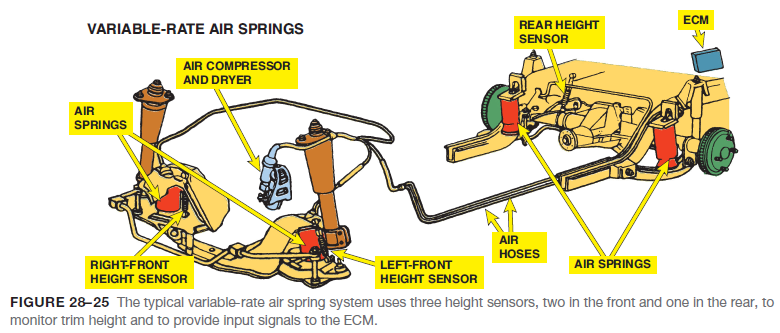 VARIABLE-RATE AIR SPRINGS
REAR HEIGHT
SENSOR
ECM
AIR COMPRESSOR
AND DRYER
AIR
SPRINGS
AIR
HOSES
AIR SPRINGS
RIGHT-FRONT
HEIGHT SENSOR
LEFT-FRONT
HEIGHT SENSOR
FIGURE 28–25 The typical variable-rate air spring system uses three height sensors, two in the front and one in the rear, to
monitor trim height and to provide input signals to the ECM.